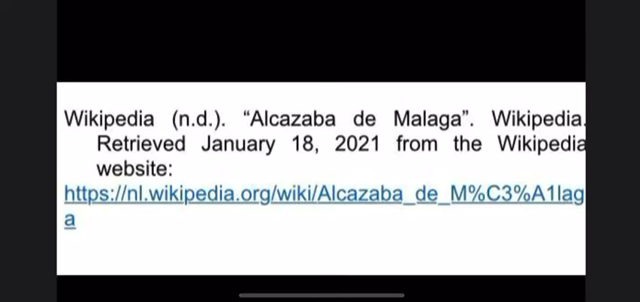 Wikipedia (n.d.). “Alcazaba de Malaga”. Wikipedia.
Retrieved January 18, 2021 from the Wikipedia
website:
https://nl.wikipedia.org/wiki/Alcazaba_de_M%C3%A1lag
a